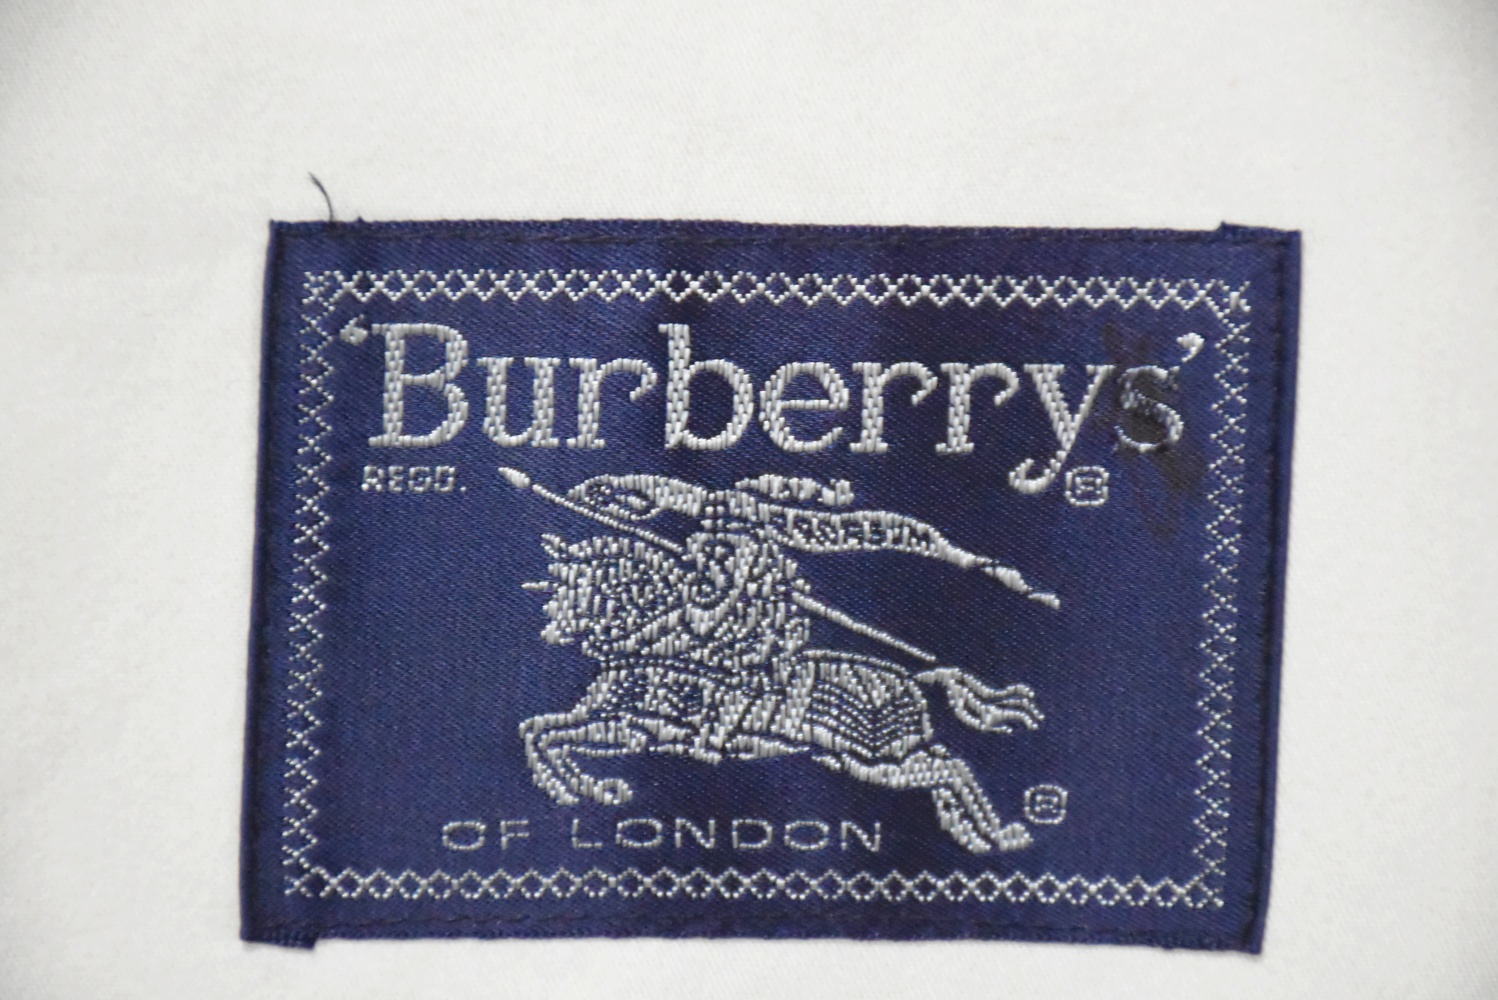 ‘Burberrys’
REGD. ®
PRORSUM
OF LONDON ®